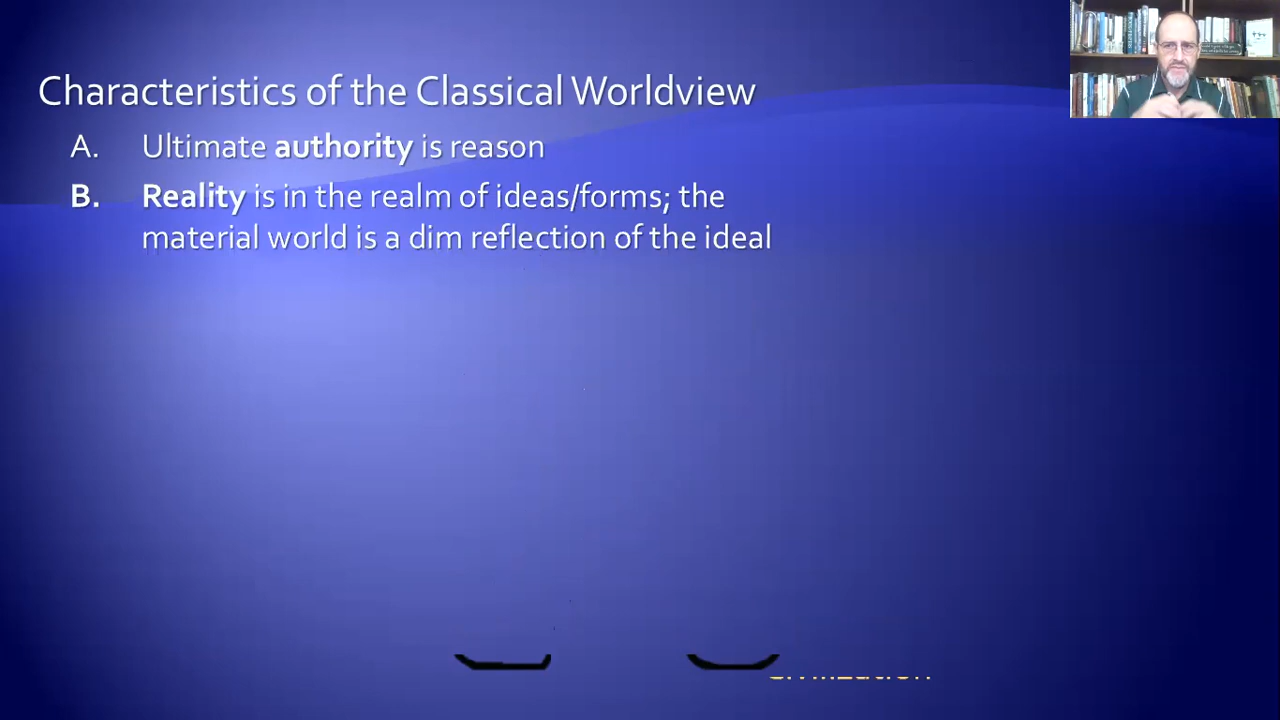 Characteristics of the Classical Worldview
A. Ultimate authority is reason
B. Reality is in the realm of ideas/forms; the
material world is a dim reflection of the ideal